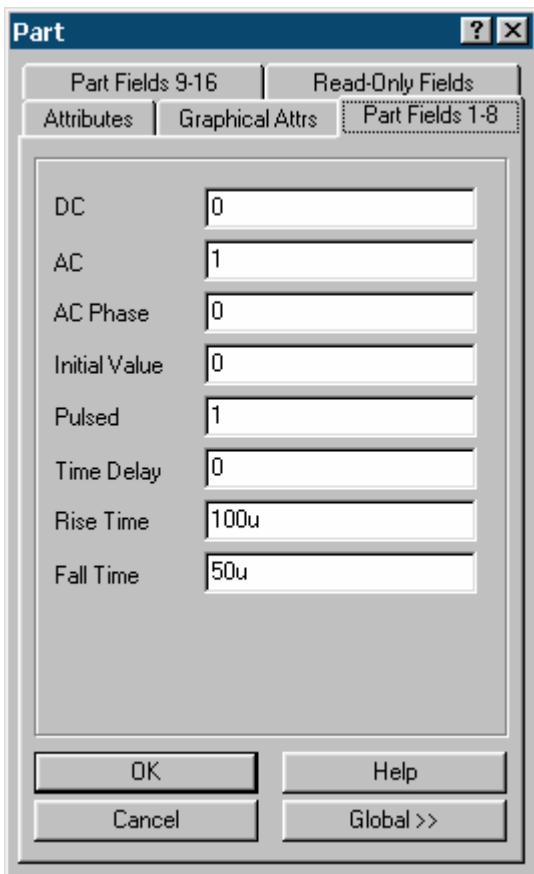 Part
Part Fields 9-16 Read-Only Fields
Attributes Graphical Attrs Part Fields 1-8
DC 0
AC 1
AC Phase 0
Initial Value 0
Pulsed 1
Time Delay 0
Rise Time 100u
Fall Time 50u
OK Help
Cancel Global >>